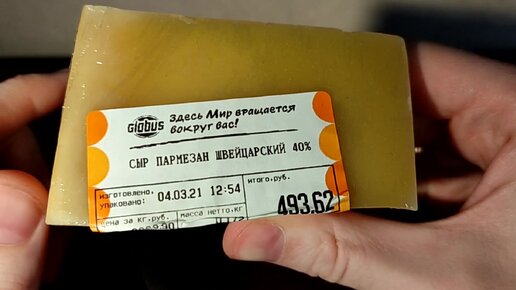 Globus
Здесь Мир вращается
вокруг вас!
СЫР ПАРМЕЗАН ШВЕЙЦАРСКИЙ 40%
изготовлено.
упаковано: 04.03.21 12:54
итого.руб.
493.62
цена за кг.руб.
масса нетто.кг